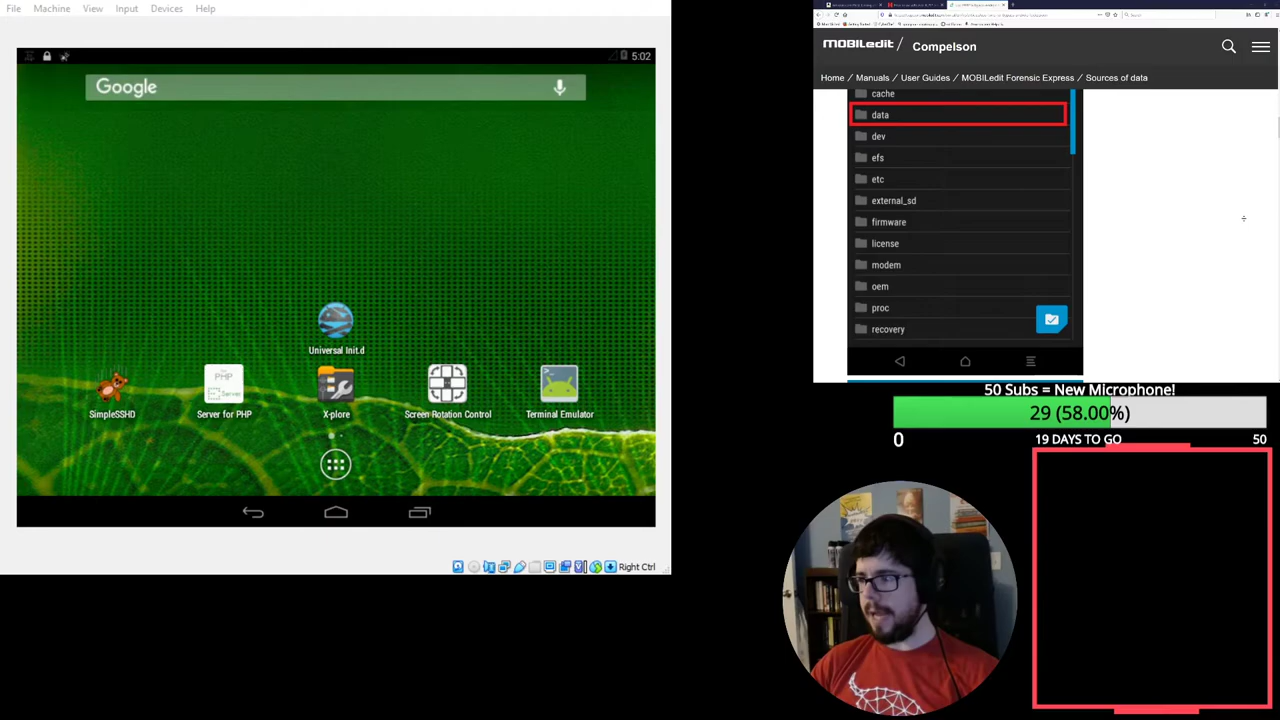 File Machine View Input Devices Help
5:02
Google
Universal Init.d
SimpleSSHD
Server for PHP
X-plore
Screen Rotation Control
Terminal Emulator
Right Ctrl
MOBILedit Compelson
Home / Manuals / User Guides / MOBILedit Forensic Express / Sources of data
cache
data
dev
efs
etc
external_sd
firmware
license
modem
oem
proc
recovery
50 Subs = New Microphone!
29 (58.00%)
0 19 DAYS TO GO 50